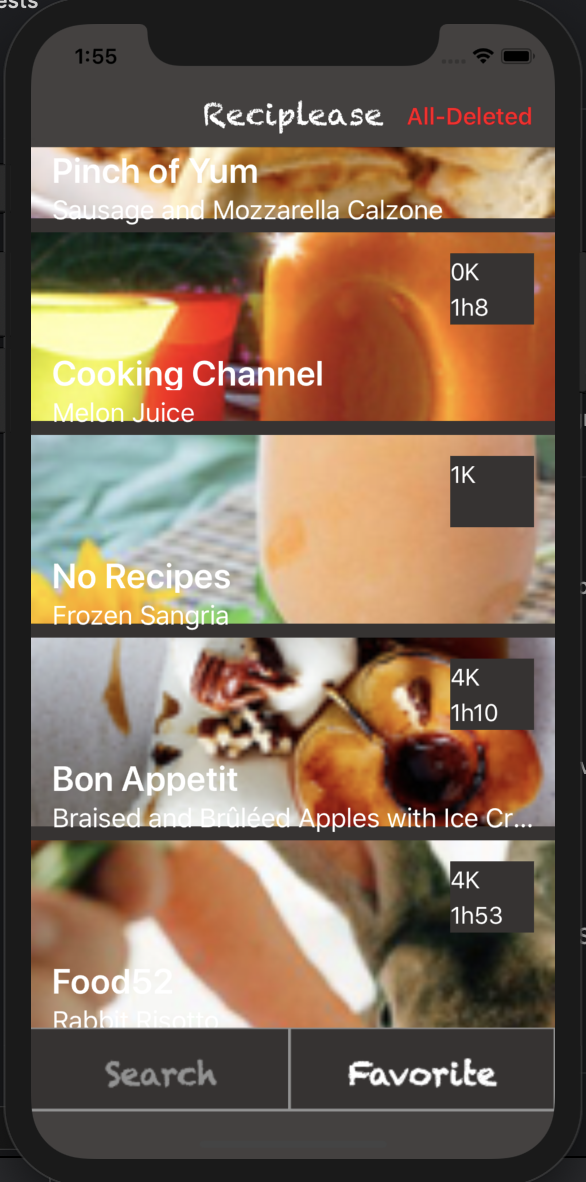 ests
1:55
Reciplease
All-Deleted
Pinch of Yum
Sausage and Mozzarella Calzone
0K
1h8
Cooking Channel
Melon Juice
1K
No Recipes
Frozen Sangria
4K
1h10
Bon Appetit
Braised and Brûléed Apples with Ice Cr...
4K
1h53
Food52
Rabbit Risotto
Search
Favorite